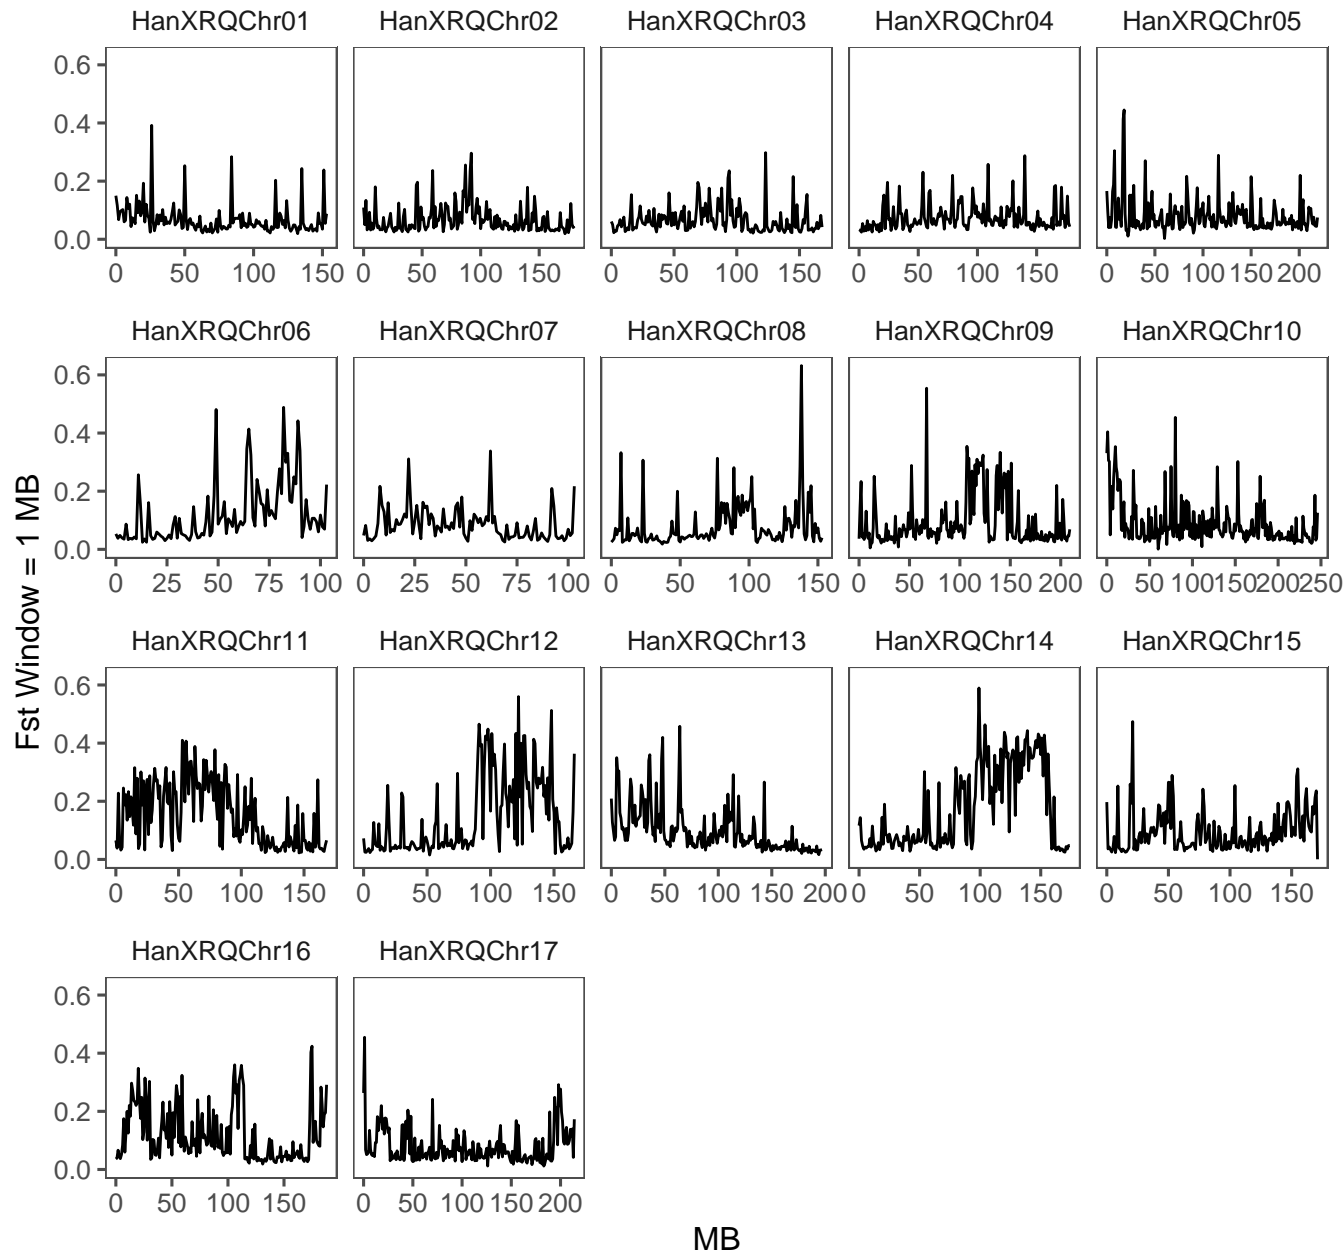 HanXRQChr01 HanXRQChr02 HanXRQChr03 HanXRQChr04 HanXRQChr05
0.6
0.4
0.2
0.0
0 50 100 150 0 50 100 150 0 50 100 150 0 50 100 150 0 50 100 150 200
HanXRQChr06 HanXRQChr07 HanXRQChr08 HanXRQChr09 HanXRQChr10
0.6
0.4
0.2
0.0
0 25 50 75 100 0 25 50 75 100 0 50 100 150 0 50 100 150 200 0 50 100 150 200 250
Fst Window = 1 MB
HanXRQChr11 HanXRQChr12 HanXRQChr13 HanXRQChr14 HanXRQChr15
0.6
0.4
0.2
0.0
0 50 100 150 0 50 100 150 0 50 100 150 200 0 50 100 150 0 50 100 150
HanXRQChr16 HanXRQChr17
0.6
0.4
0.2
0.0
0 50 100 150 0 50 100 150 200
MB